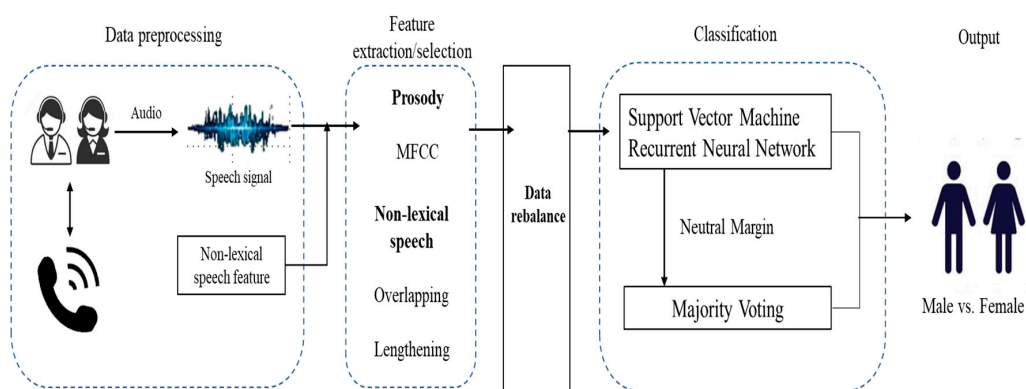 Data preprocessing
Audio
Speech signal
Non-lexical
speech feature
Feature
extraction/selection
Prosody
MFCC
Non-lexical
speech
Overlapping
Lengthening
Data
rebalance
Classification
Support Vector Machine
Recurrent Neural Network
Neutral Margin
Majority Voting
Output
Male vs. Female